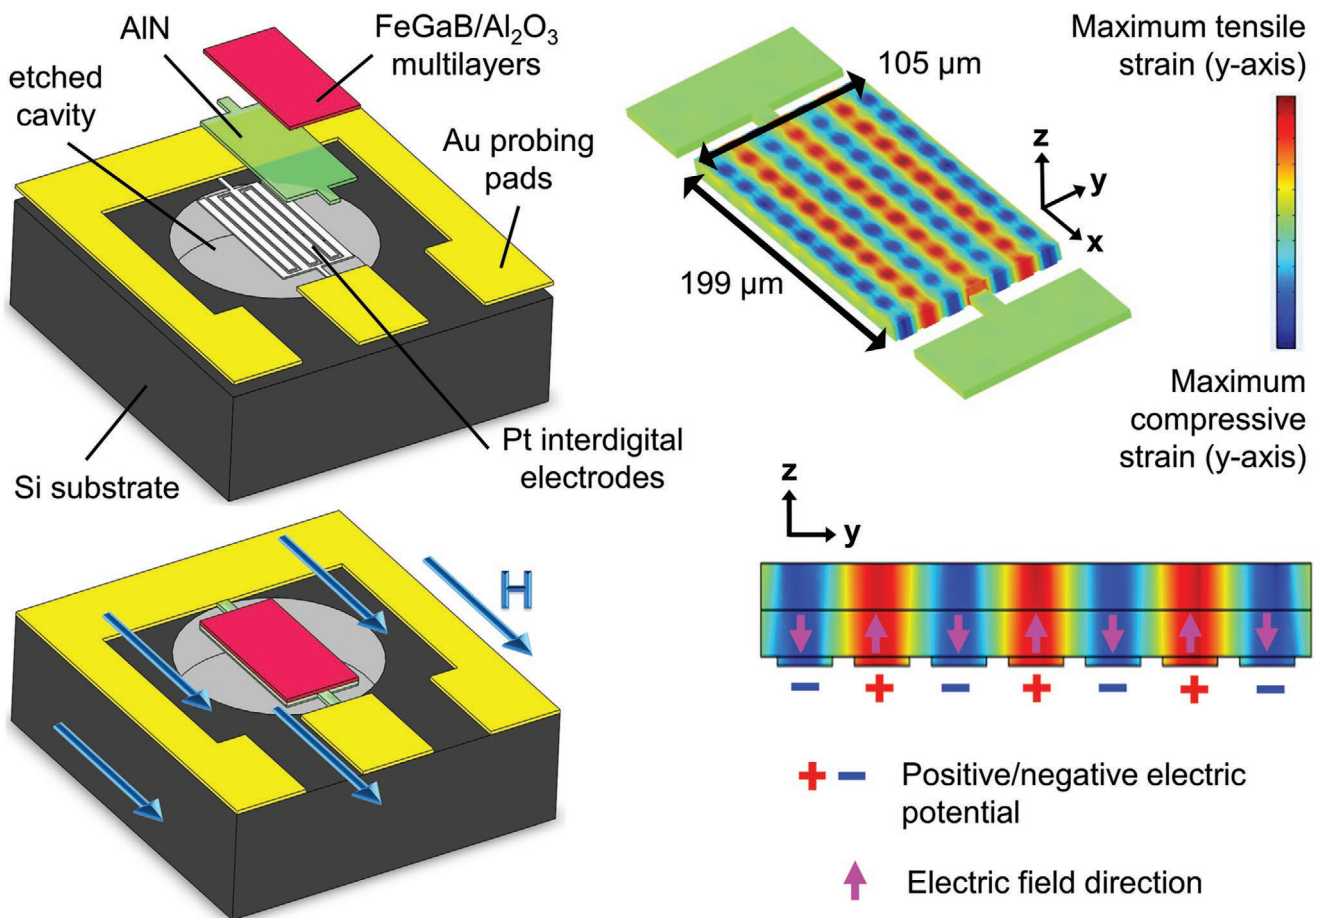 AlN
FeGaB/Al₂O₃
multilayers
etched
cavity
Au probing
pads
Pt interdigital
electrodes
Si substrate
105 μm
199 μm
z
y
x
Maximum tensile
strain (y-axis)
Maximum
compressive
strain (y-axis)
H
z
y
− + − + − + −
+ − Positive/negative electric
potential
Electric field direction